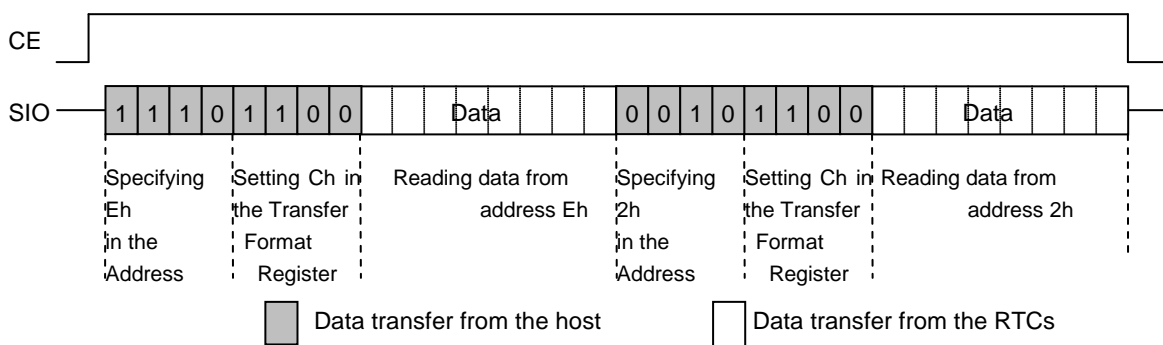 CE
SIO 1 1 1 0 1 1 0 0 Data 0 0 1 0 1 1 0 0 Data
Specifying Setting Ch in Reading data from Specifying Setting Ch in Reading data from
Eh the Transfer address Eh 2h the Transfer address 2h
in the Format in the Format
Address Register Address Register
Data transfer from the host Data transfer from the RTCs